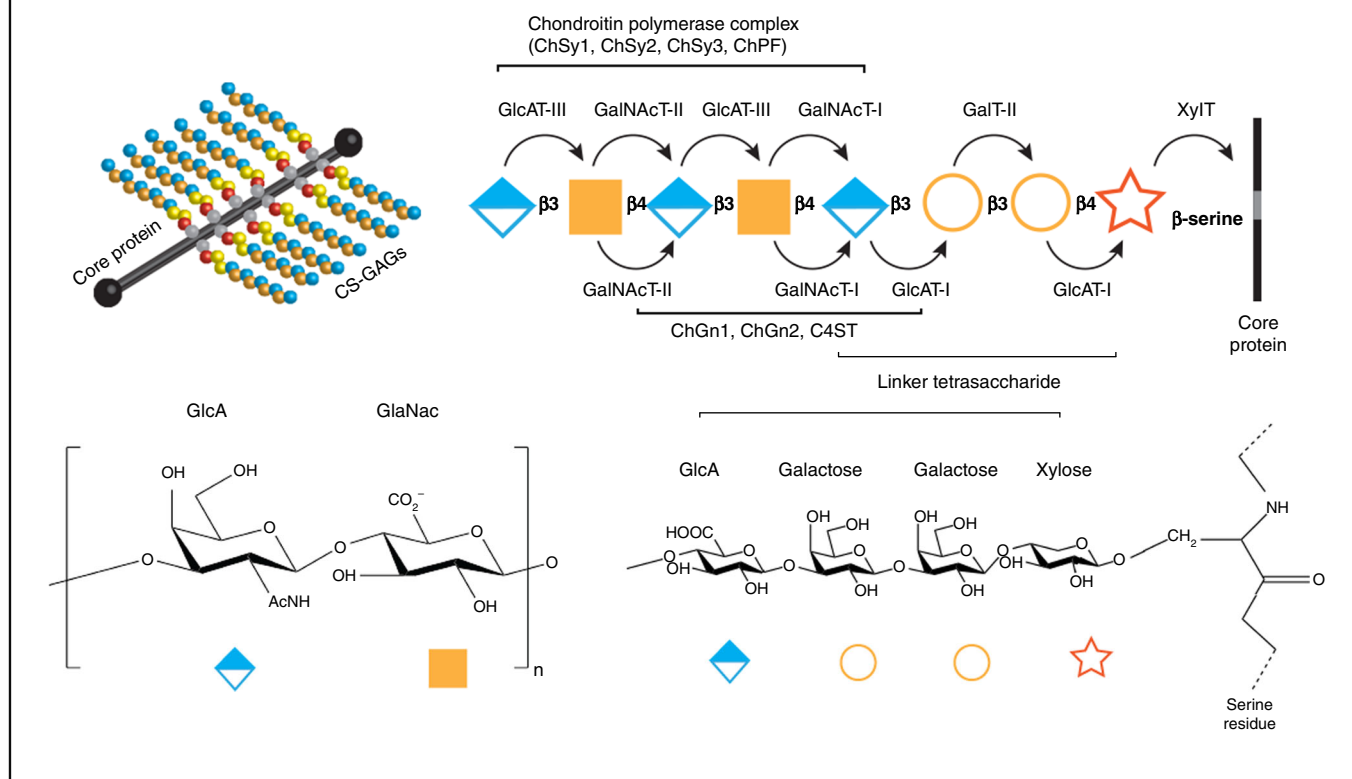 Chondroitin polymerase complex
(ChSy1, ChSy2, ChSy3, ChPF)
GlcAT-III GalNAcT-II GlcAT-III GalNAcT-I GalT-II XylT
β3 β4 β3 β4 β3 β3 β4 β-serine
GalNAcT-II GalNAcT-I GlcAT-I GlcAT-I
ChGn1, ChGn2, C4ST
Core
protein
Linker tetrasaccharide
Core protein
CS-GAGs
GlcA GlaNac
OH OH
CO2−
O O
O O O
OH
AcNH OH
n
GlcA Galactose Galactose Xylose
OH OH
HOOC OH OH
O O O O O O
OH O O OH O
OH OH OH OH
CH2
NH
O
Serine
residue